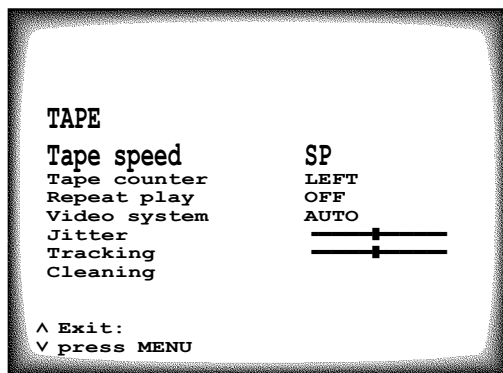 TAPE
Tape speed SP
Tape counter LEFT
Repeat play OFF
Video system AUTO
Jitter
Tracking
Cleaning
^ Exit:
v press MENU